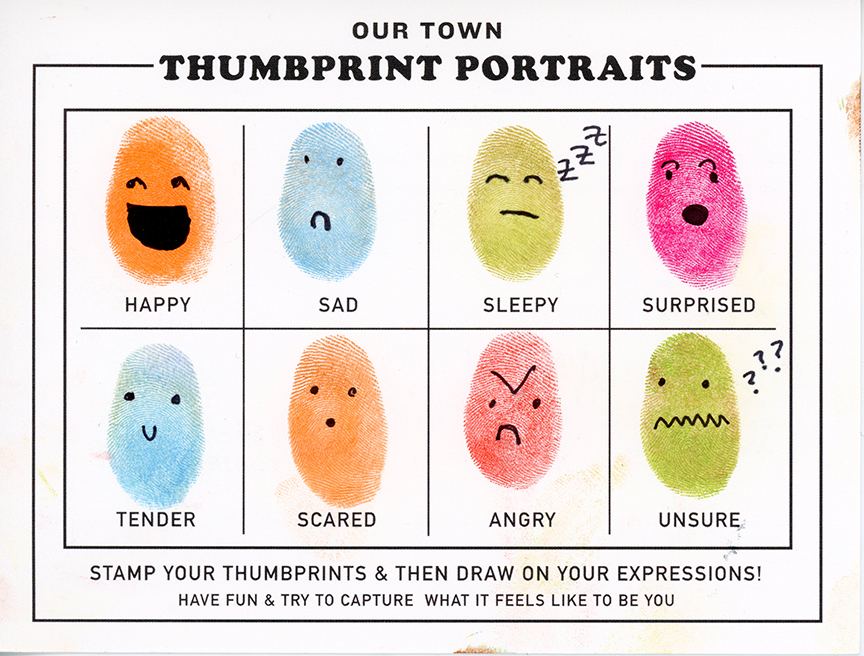 OUR TOWN
THUMBPRINT PORTRAITS
z z z
HAPPY SAD SLEEPY SURPRISED
? ? ?
TENDER SCARED ANGRY UNSURE
STAMP YOUR THUMBPRINTS & THEN DRAW ON YOUR EXPRESSIONS!
HAVE FUN & TRY TO CAPTURE WHAT IT FEELS LIKE TO BE YOU